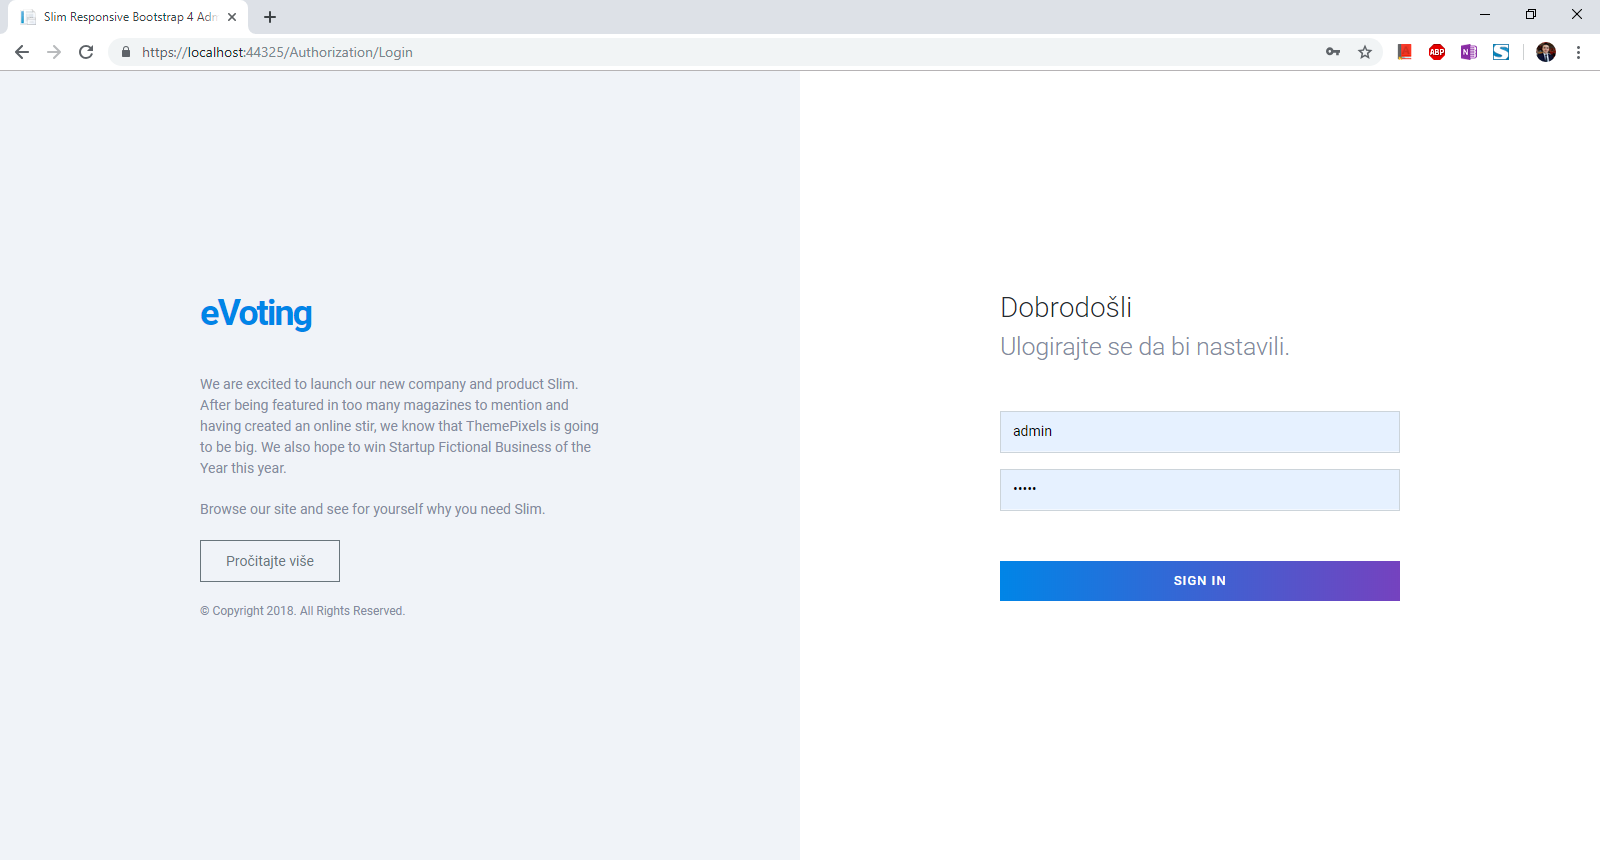 Slim Responsive Bootstrap 4 Adm
https://localhost:44325/Authorization/Login
ABP
N
S
eVoting
We are excited to launch our new company and product Slim.
After being featured in too many magazines to mention and
having created an online stir, we know that ThemePixels is going
to be big. We also hope to win Startup Fictional Business of the
Year this year.
Browse our site and see for yourself why you need Slim.
Pročitajte više
© Copyright 2018. All Rights Reserved.
Dobrodošli
Ulogirajte se da bi nastavili.
admin
•••••
SIGN IN